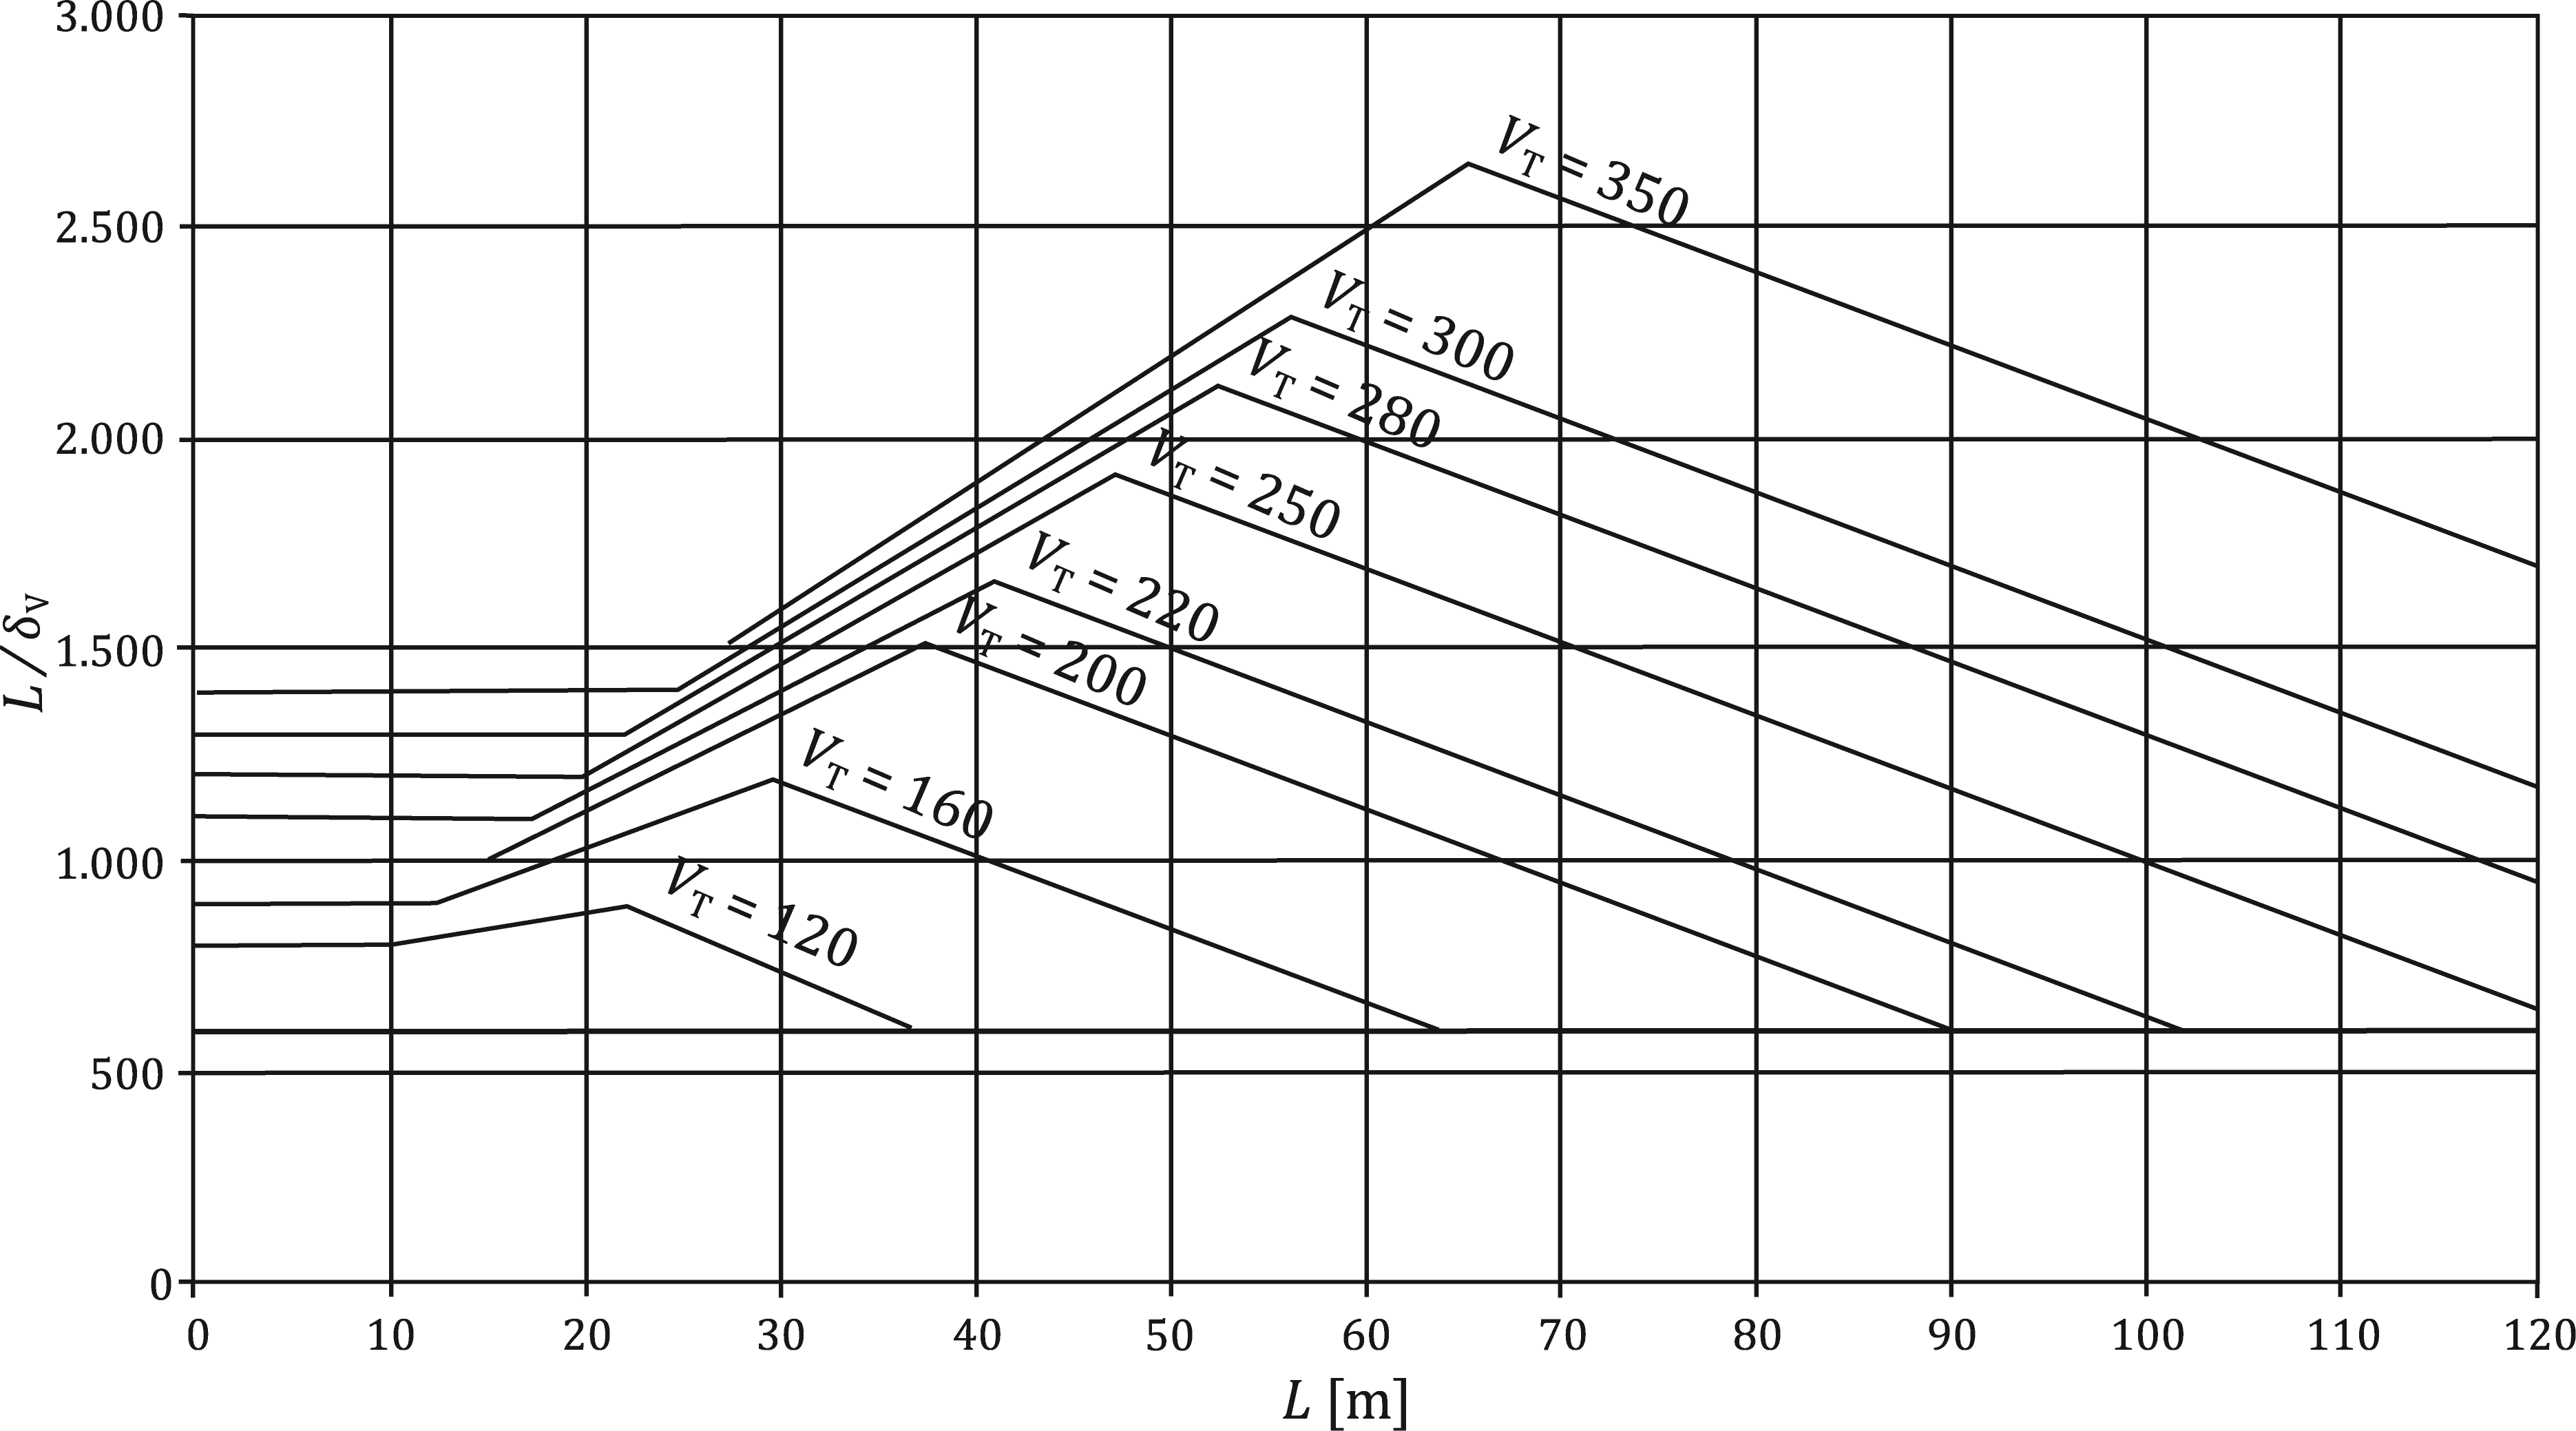 3.000
2.500
2.000
1.500
1.000
500
0
L/δV
VT = 350
VT = 300
VT = 280
VT = 250
VT = 220
VT = 200
VT = 160
VT = 120
0 10 20 30 40 50 60 70 80 90 100 110 120
L [m]